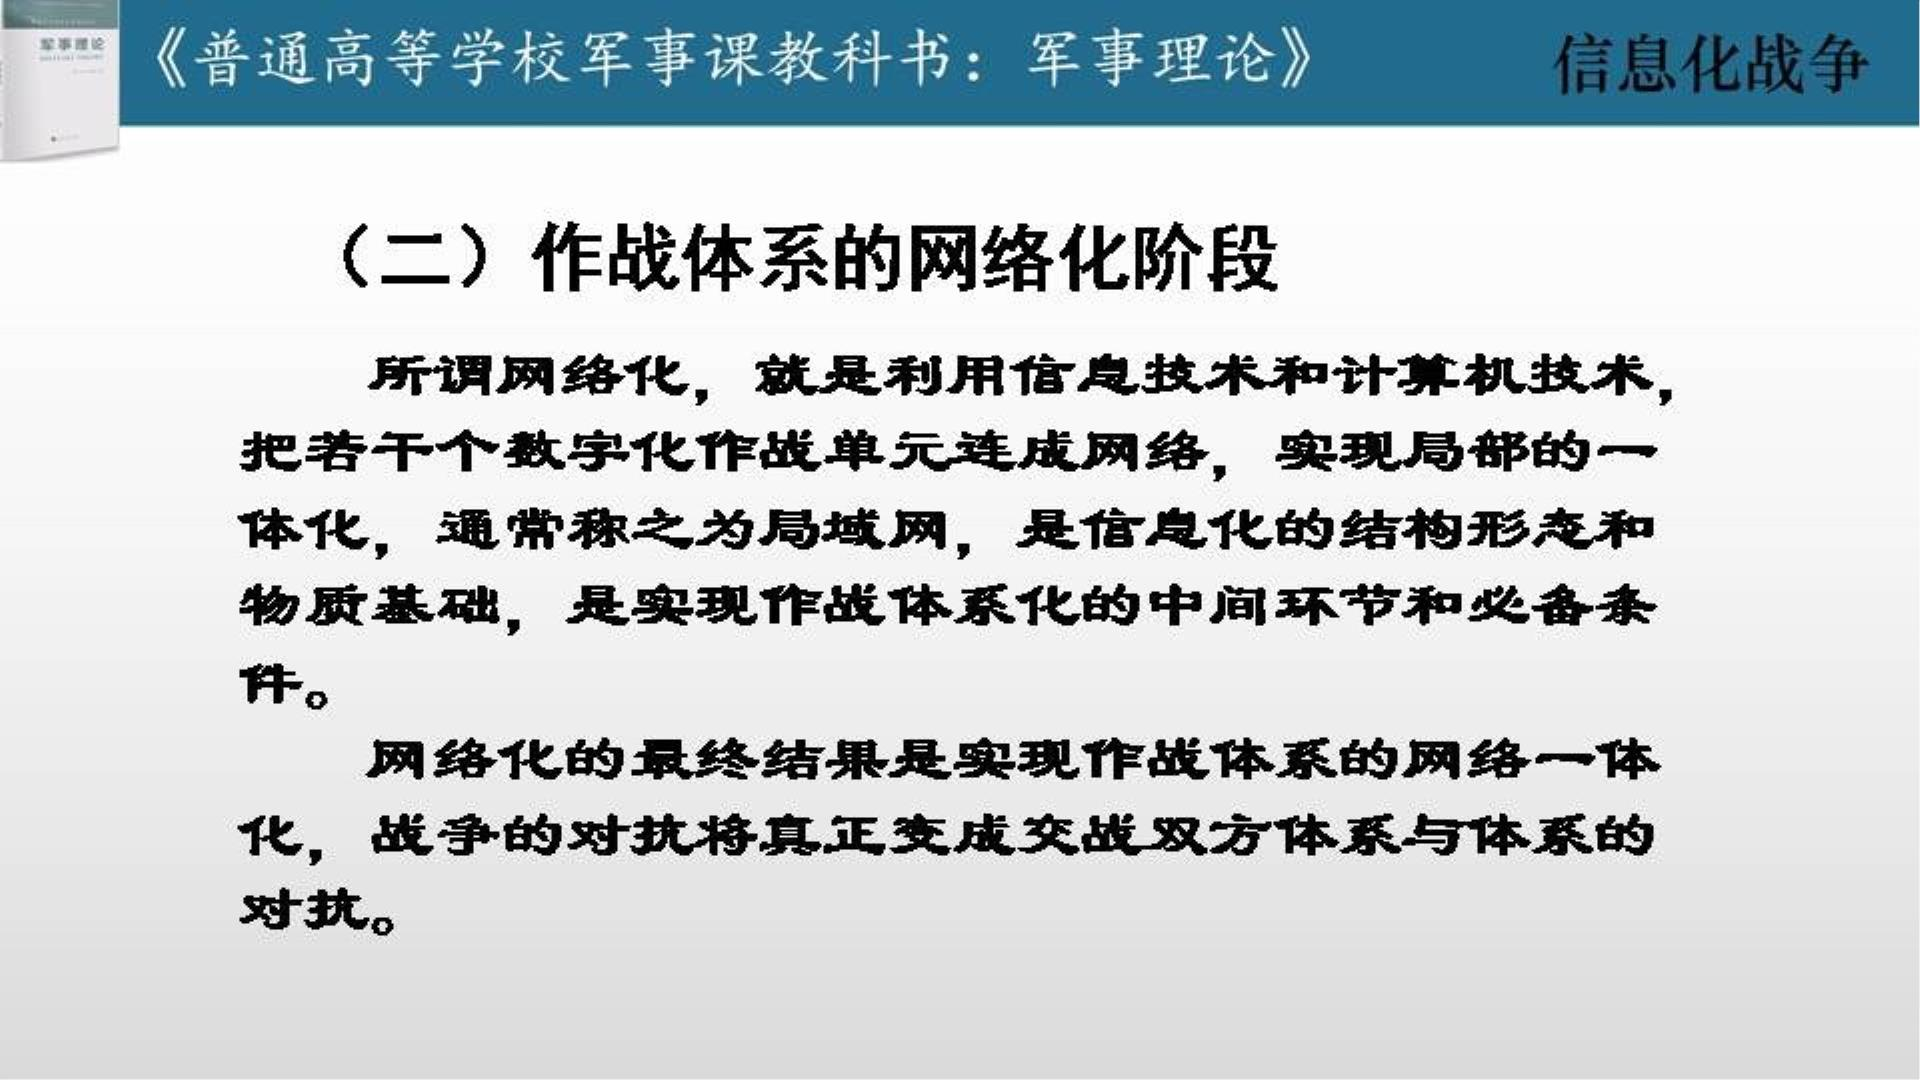 军事理论
《普通高等学校军事课教科书：军事理论》
信息化战争
（二）作战体系的网络化阶段
所谓网络化，就是利用信息技术和计算机技术，
把若干个数字化作战单元连成网络，实现局部的一
体化，通常称之为局域网，是信息化的结构形态和
物质基础，是实现作战体系化的中间环节和必备条
件。
网络化的最终结果是实现作战体系的网络一体
化，战争的对抗将真正变成交战双方体系与体系的
对抗。